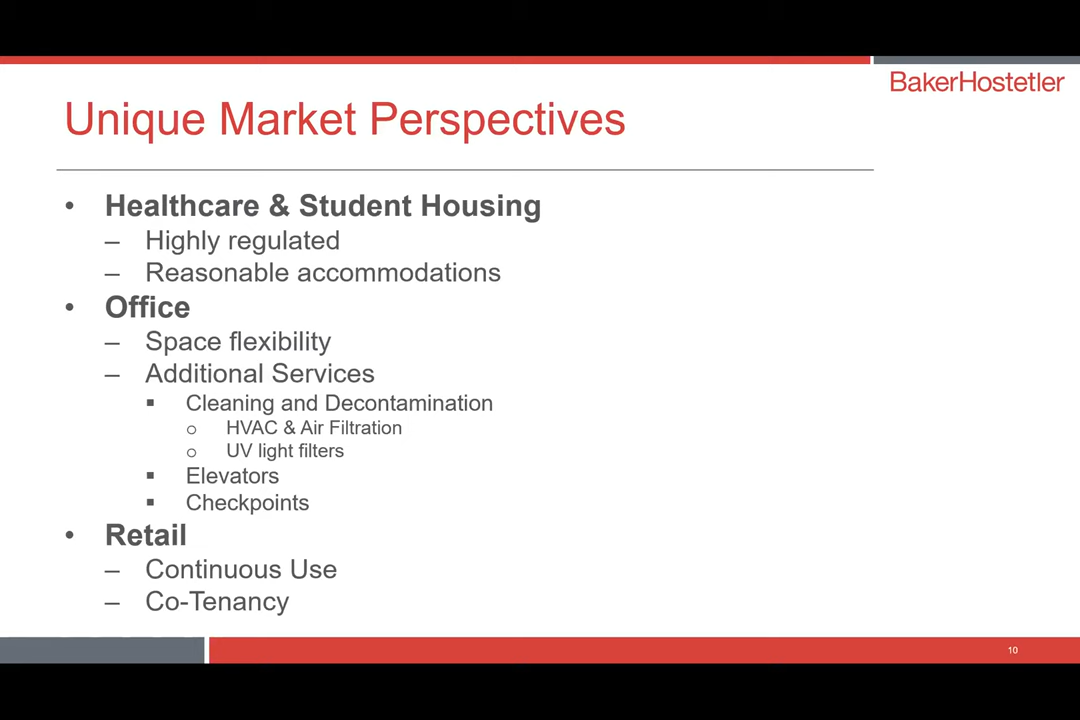 BakerHostetler
Unique Market Perspectives
• Healthcare & Student Housing
– Highly regulated
– Reasonable accommodations
• Office
– Space flexibility
– Additional Services
▪ Cleaning and Decontamination
o HVAC & Air Filtration
o UV light filters
▪ Elevators
▪ Checkpoints
• Retail
– Continuous Use
– Co-Tenancy
10